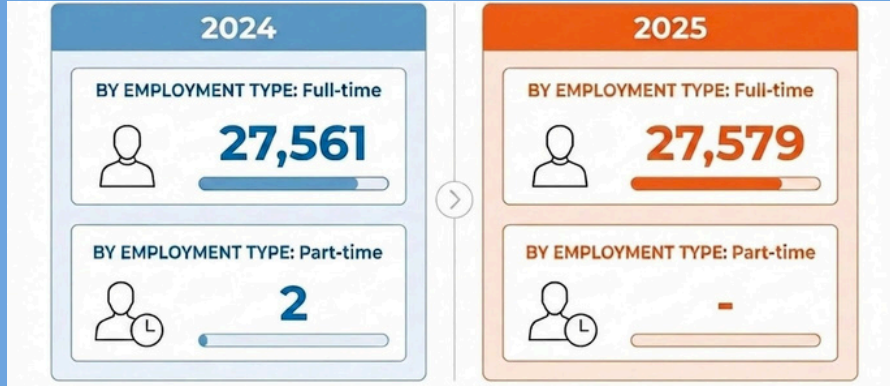 2024
BY EMPLOYMENT TYPE: Full-time
27,561
BY EMPLOYMENT TYPE: Part-time
2
2025
BY EMPLOYMENT TYPE: Full-time
27,579
BY EMPLOYMENT TYPE: Part-time
-